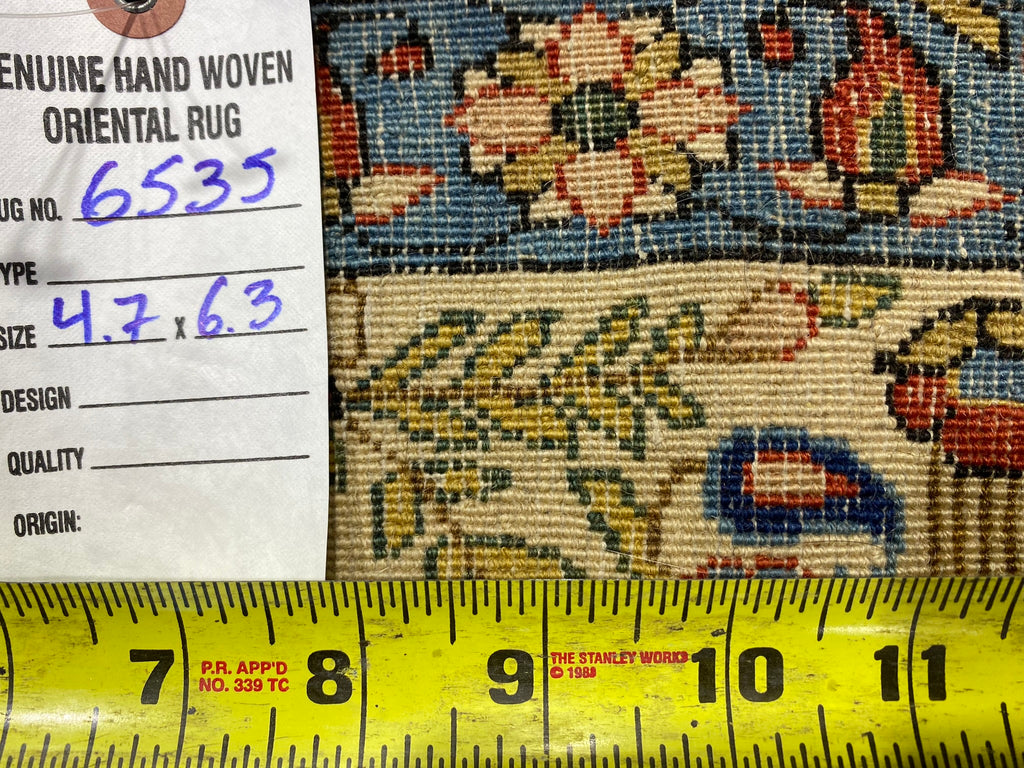 ENUINE HAND WOVEN
ORIENTAL RUG
UG NO. 6535
YPE
SIZE 4.7 X 6.3
DESIGN
QUALITY
ORIGIN:
7 P.R. APP'D 8 9 THE STANLEY WORKS 10 11
NO. 339 TC © 1988